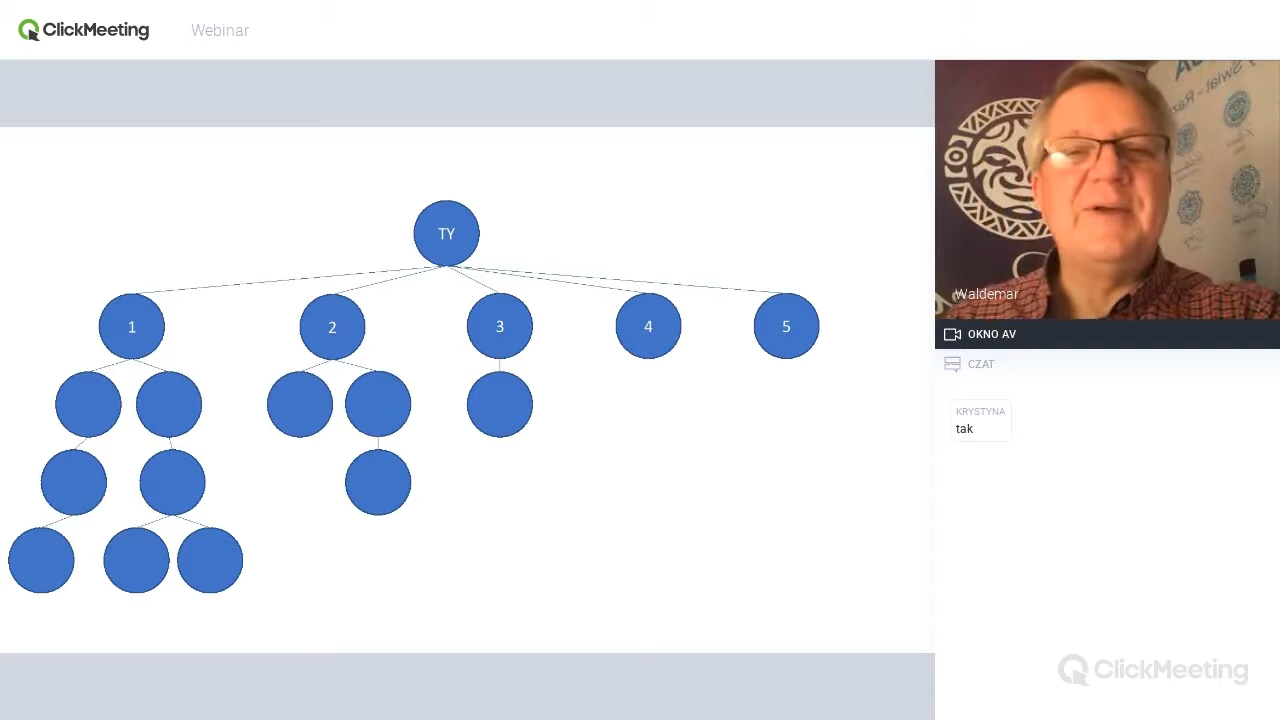 ClickMeeting
Webinar
TY
1
2
3
4
5
Waldemar
OKNO AV
CZAT
KRYSTYNA
tak
ClickMeeting